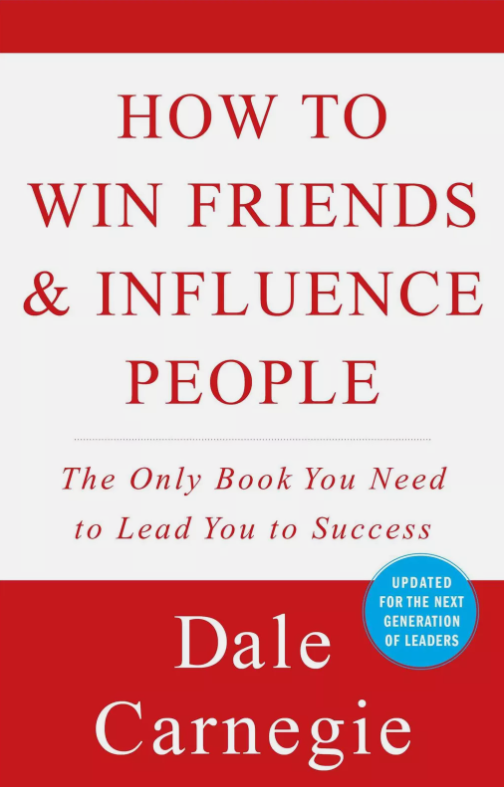 HOW TO
WIN FRIENDS
& INFLUENCE
PEOPLE
The Only Book You Need
to Lead You to Success
UPDATED
FOR THE NEXT
GENERATION
OF LEADERS
Dale
Carnegie